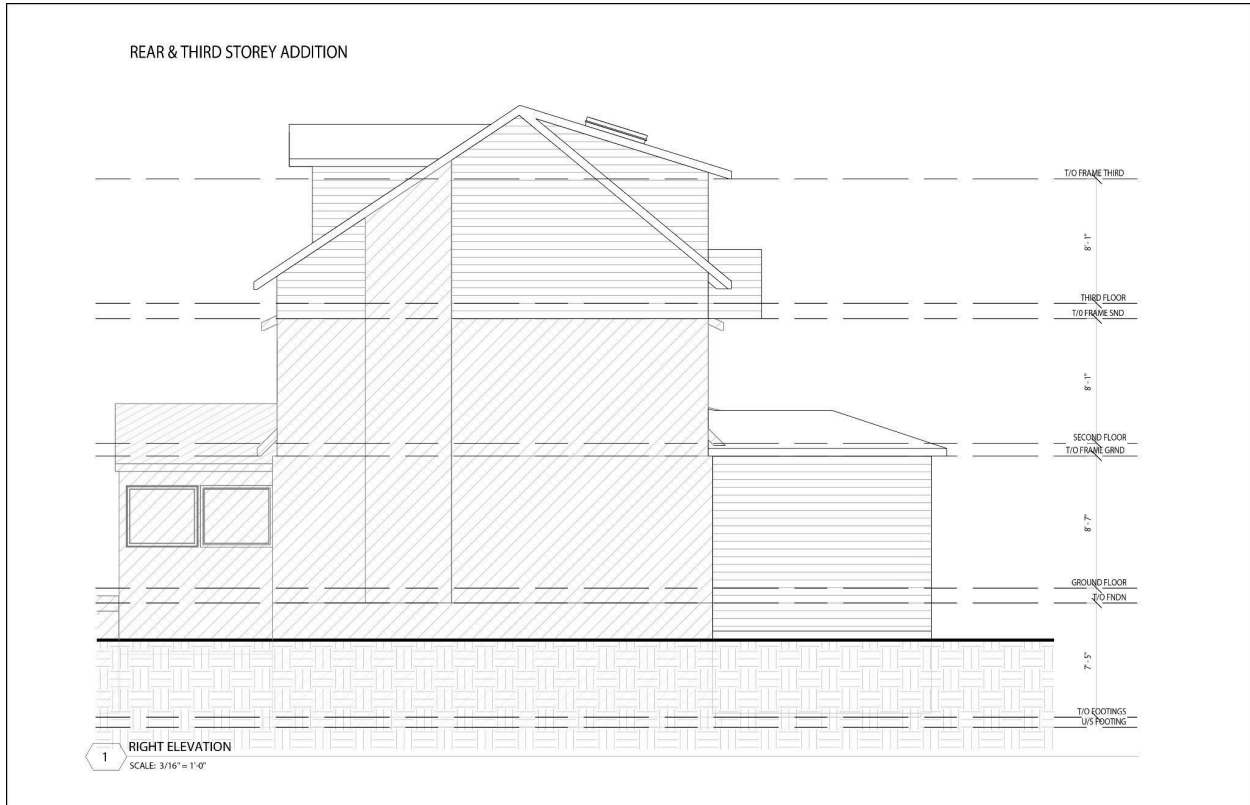 REAR & THIRD STOREY ADDITION
T/O FRAME THIRD
8' - 1"
THIRD FLOOR
T/O FRAME SND
8' - 1"
SECOND FLOOR
T/O FRAME GRND
8' - 7"
GROUND FLOOR
T/O FNDN
7' - 5"
T/O FOOTINGS
U/S FOOTING
1
RIGHT ELEVATION
SCALE: 3/16" = 1'-0"